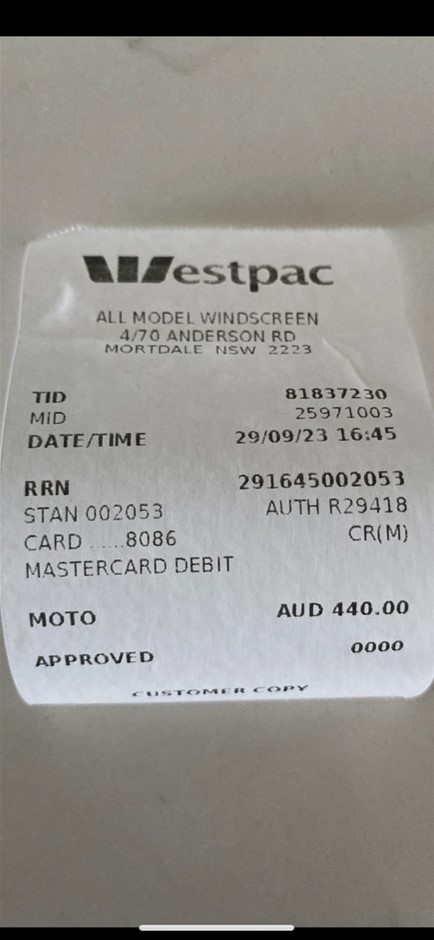 Westpac
ALL MODEL WINDSCREEN
4/70 ANDERSON RD
MORTDALE NSW 2223
TID 81837230
MID 25971003
DATE/TIME 29/09/23 16:45
RRN 291645002053
STAN 002053 AUTH R29418
CARD .....8086 CR(M)
MASTERCARD DEBIT
MOTO AUD 440.00
APPROVED 0000
CUSTOMER COPY